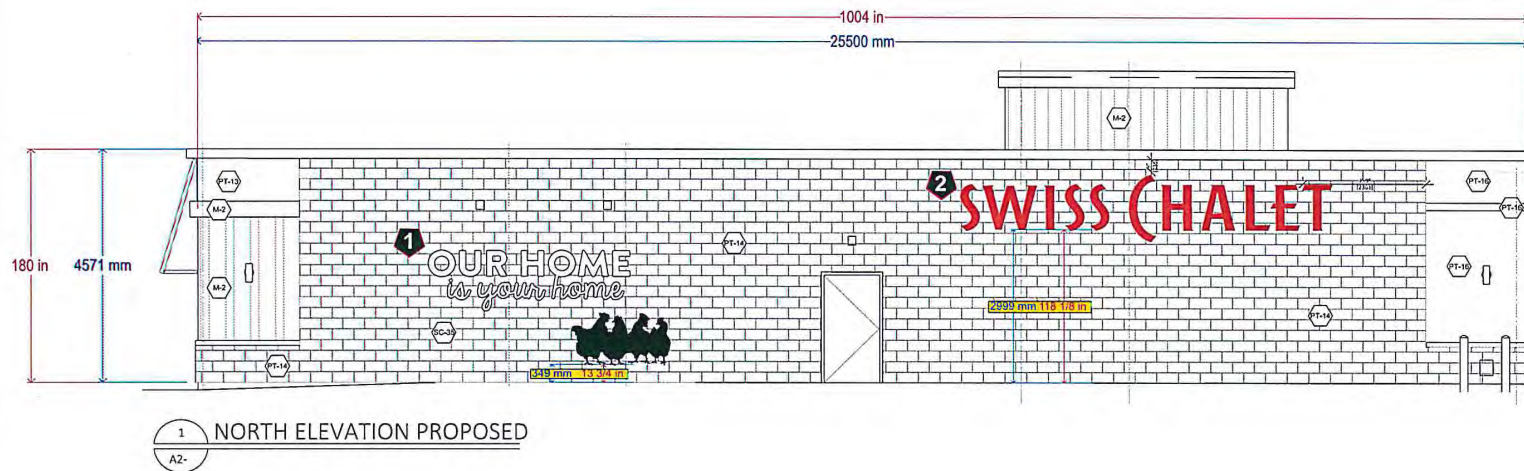 1004 in
25500 mm
M-2
180 in
4571 mm
PT-13
M-2
M-2
PT-14
1
OUR HOME
is your home
SC-35
349 mm 13 3/4 in
PT-14
2
SWISS CHALET
2999 mm 118 1/8 in
PT-14
PT-16
PT-16
PT-16
1
A2-
NORTH ELEVATION PROPOSED